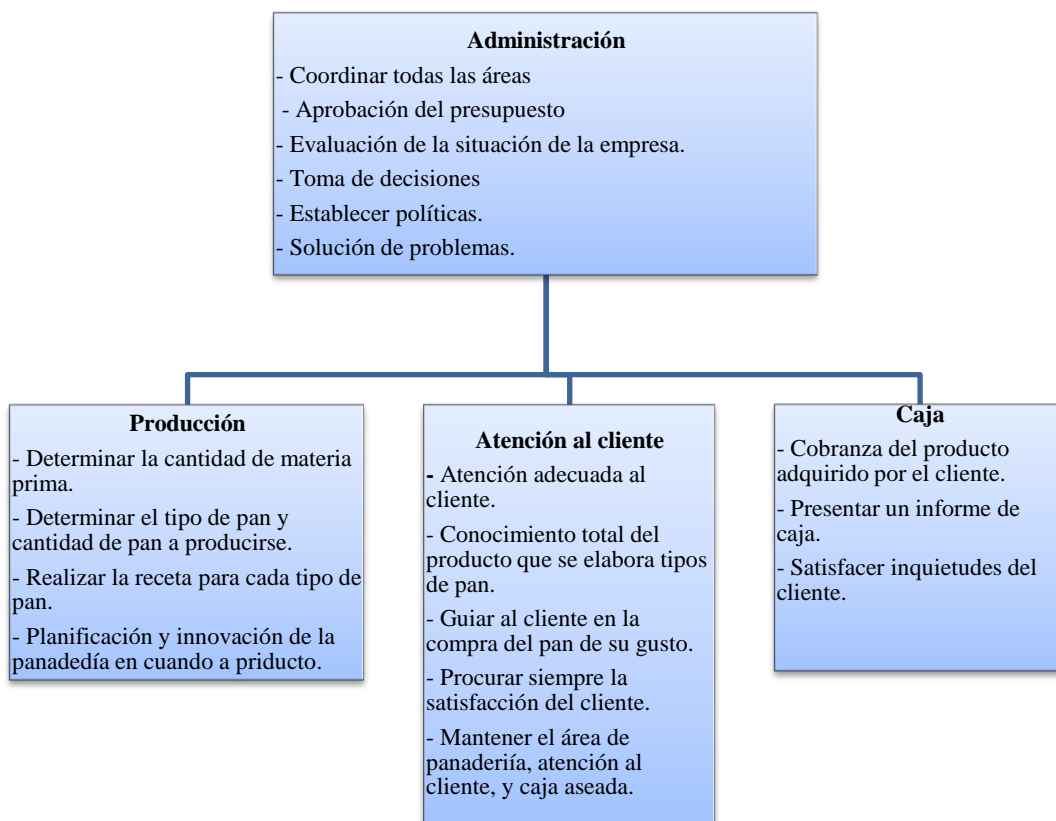 Administración
- Coordinar todas las áreas
- Aprobación del presupuesto
- Evaluación de la situación de la empresa.
- Toma de decisiones
- Establecer políticas.
- Solución de problemas.
Producción
- Determinar la cantidad de materia
prima.
- Determinar el tipo de pan y
cantidad de pan a producirse.
- Realizar la receta para cada tipo de
pan.
- Planificación y innovación de la
panadedía en cuando a priducto.
Atención al cliente
- Atención adecuada al
cliente.
- Conocimiento total del
producto que se elabora tipos
de pan.
- Guiar al cliente en la
compra del pan de su gusto.
- Procurar siempre la
satisfacción del cliente.
- Mantener el área de
panaderiía, atención al
cliente, y caja aseada.
Caja
- Cobranza del producto
adquirido por el cliente.
- Presentar un informe de
caja.
- Satisfacer inquietudes del
cliente.